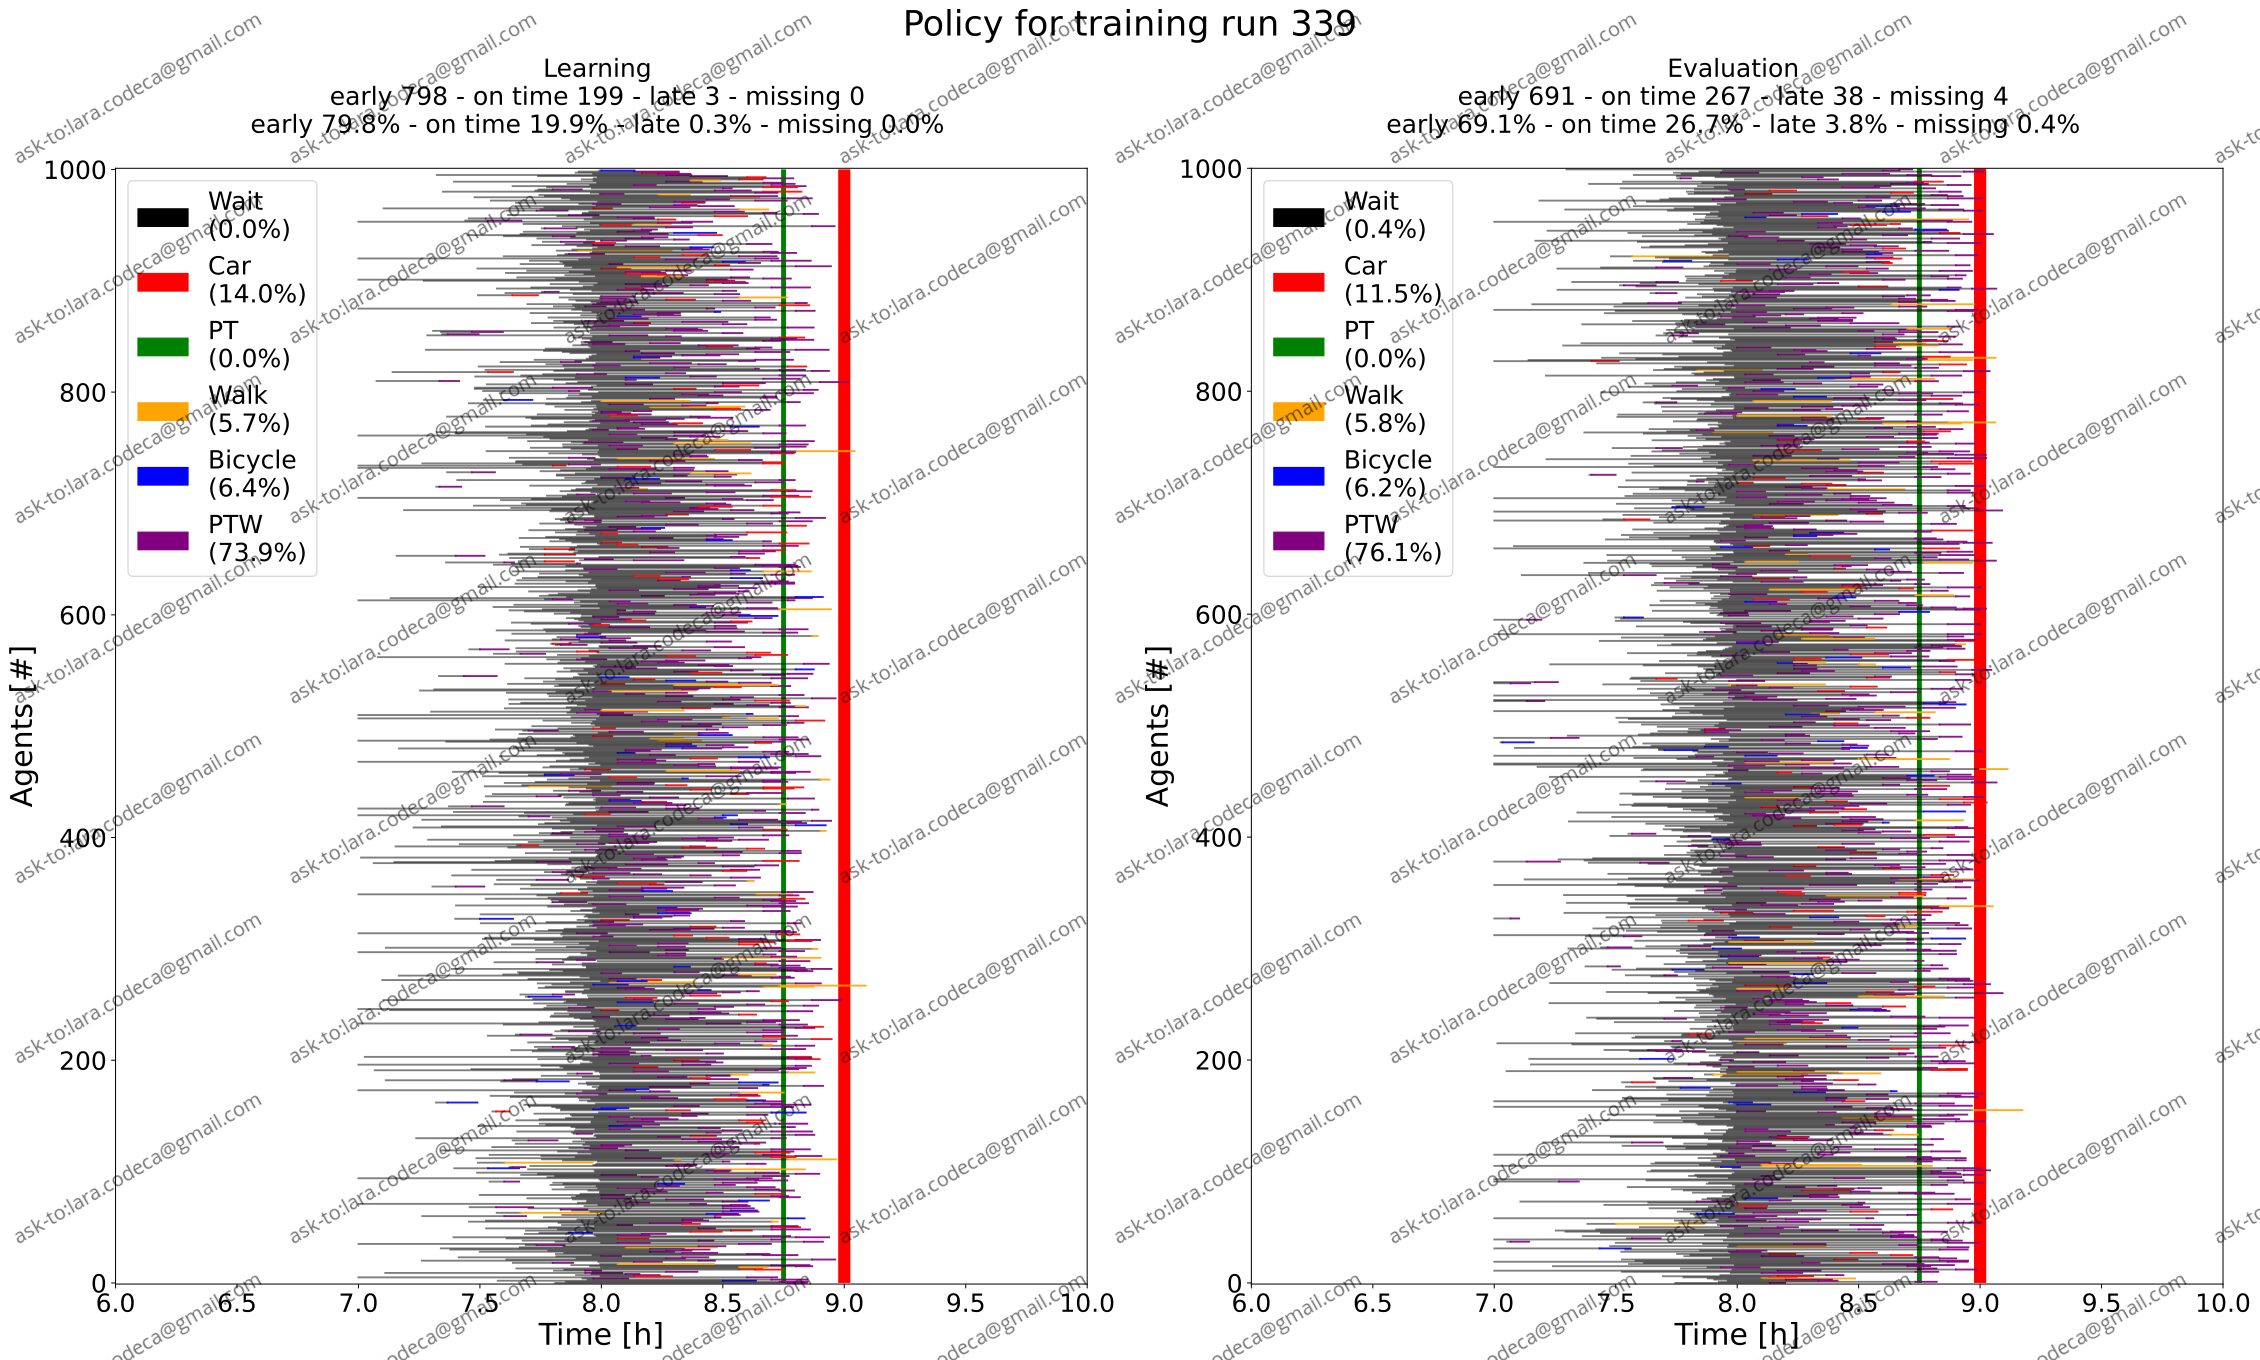 Policy for training run 339
Learning
early 798 - on time 199 - late 3 - missing 0
early 79.8% - on time 19.9% - late 0.3% - missing 0.0%
Evaluation
early 691 - on time 267 - late 38 - missing 4
early 69.1% - on time 26.7% - late 3.8% - missing 0.4%
Agents [#]
1000
800
600
400
200
0
Wait
(0.0%)
Car
(14.0%)
PT
(0.0%)
Walk
(5.7%)
Bicycle
(6.4%)
PTW
(73.9%)
6.0 6.5 7.0 7.5 8.0 8.5 9.0 9.5 10.0
Time [h]
Agents [#]
1000
800
600
400
200
0
Wait
(0.4%)
Car
(11.5%)
PT
(0.0%)
Walk
(5.8%)
Bicycle
(6.2%)
PTW
(76.1%)
6.0 6.5 7.0 7.5 8.0 8.5 9.0 9.5 10.0
Time [h]
ask-to:lara.codeca@gmail.com